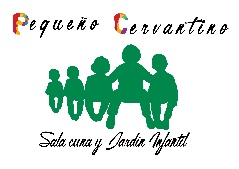 Pequeño Cervantino
Sala cuna y Jardín Infantil